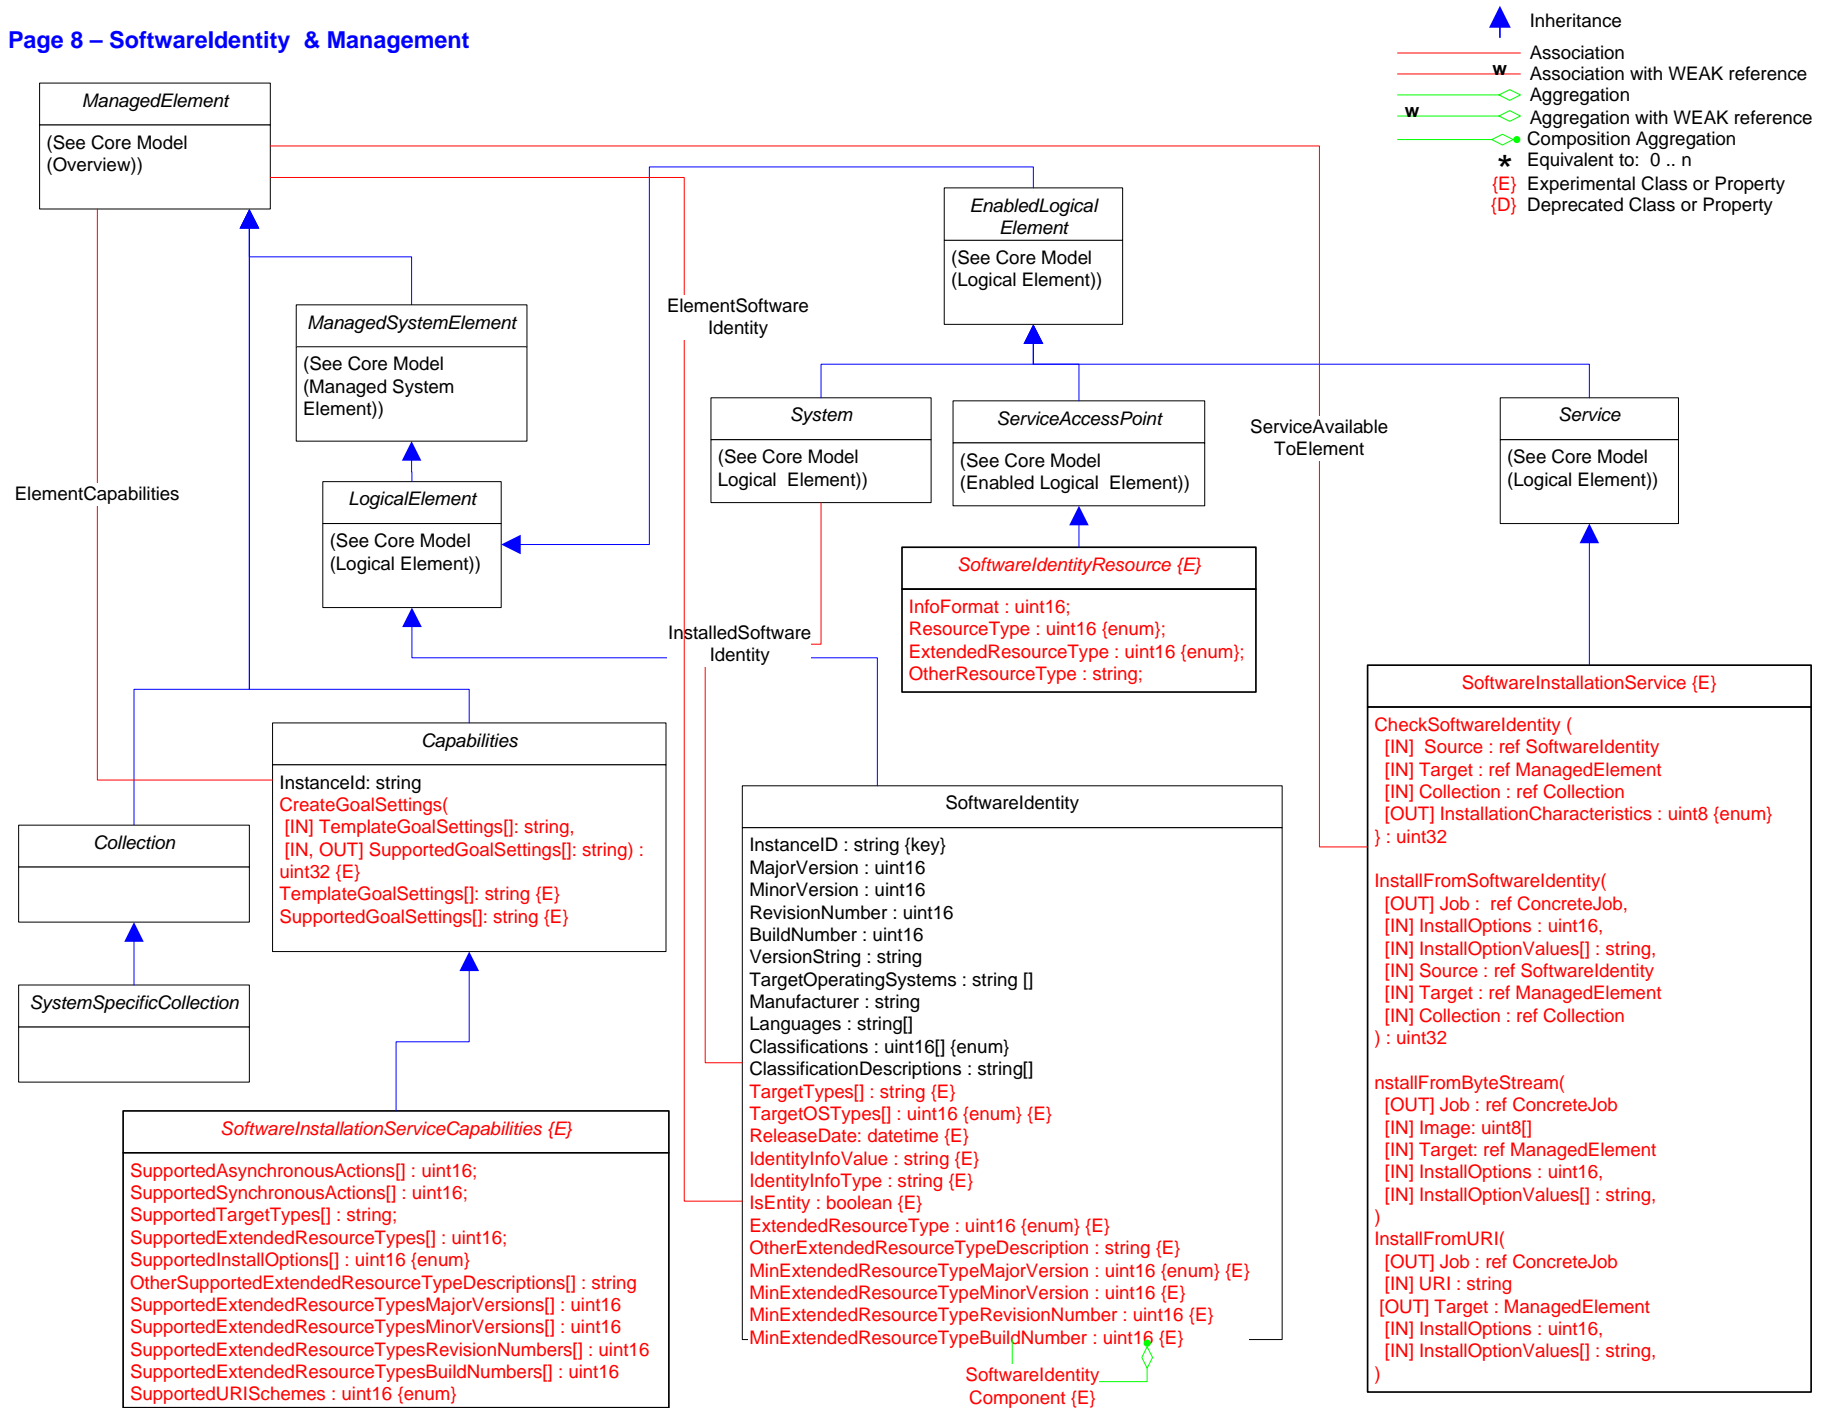 Page 8 – SoftwareIdentity & Management
Inheritance
Association
w
Association with WEAK reference
Aggregation
w
Aggregation with WEAK reference
Composition Aggregation
* Equivalent to: 0 .. n
{E} Experimental Class or Property
{D} Deprecated Class or Property
ManagedElement
(See Core Model
(Overview))
EnabledLogical
Element
(See Core Model
(Logical Element))
ManagedSystemElement
(See Core Model
(Managed System
Element))
ElementSoftware
Identity
System
(See Core Model
Logical Element))
ServiceAccessPoint
(See Core Model
(Enabled Logical Element))
ServiceAvailable
ToElement
Service
(See Core Model
(Logical Element))
ElementCapabilities
LogicalElement
(See Core Model
(Logical Element))
SoftwareIdentityResource {E}
InfoFormat : uint16;
ResourceType : uint16 {enum};
ExtendedResourceType : uint16 {enum};
OtherResourceType : string;
InstalledSoftware
Identity
Capabilities
InstanceId: string
CreateGoalSettings(
[IN] TemplateGoalSettings[]: string,
[IN, OUT] SupportedGoalSettings[]: string) :
uint32 {E}
TemplateGoalSettings[]: string {E}
SupportedGoalSettings[]: string {E}
Collection
SystemSpecificCollection
SoftwareInstallationServiceCapabilities {E}
SupportedAsynchronousActions[] : uint16;
SupportedSynchronousActions[] : uint16;
SupportedTargetTypes[] : string;
SupportedExtendedResourceTypes[] : uint16;
SupportedInstallOptions[] : uint16 {enum}
OtherSupportedExtendedResourceTypeDescriptions[] : string
SupportedExtendedResourceTypesMajorVersions[] : uint16
SupportedExtendedResourceTypesMinorVersions[] : uint16
SupportedExtendedResourceTypesRevisionNumbers[] : uint16
SupportedExtendedResourceTypesBuildNumbers[] : uint16
SupportedURISchemes : uint16 {enum}
SoftwareIdentity
InstanceID : string {key}
MajorVersion : uint16
MinorVersion : uint16
RevisionNumber : uint16
BuildNumber : uint16
VersionString : string
TargetOperatingSystems : string []
Manufacturer : string
Languages : string[]
Classifications : uint16[] {enum}
ClassificationDescriptions : string[]
TargetTypes[] : string {E}
TargetOSTypes[] : uint16 {enum} {E}
ReleaseDate: datetime {E}
IdentityInfoValue : string {E}
IdentityInfoType : string {E}
IsEntity : boolean {E}
ExtendedResourceType : uint16 {enum} {E}
OtherExtendedResourceTypeDescription : string {E}
MinExtendedResourceTypeMajorVersion : uint16 {enum} {E}
MinExtendedResourceTypeMinorVersion : uint16 {E}
MinExtendedResourceTypeRevisionNumber : uint16 {E}
MinExtendedResourceTypeBuildNumber : uint16 {E}
SoftwareIdentity
Component {E}
SoftwareInstallationService {E}
CheckSoftwareIdentity (
[IN] Source : ref SoftwareIdentity
[IN] Target : ref ManagedElement
[IN] Collection : ref Collection
[OUT] InstallationCharacteristics : uint8 {enum}
} : uint32
InstallFromSoftwareIdentity(
[OUT] Job : ref ConcreteJob,
[IN] InstallOptions : uint16,
[IN] InstallOptionValues[] : string,
[IN] Source : ref SoftwareIdentity
[IN] Target : ref ManagedElement
[IN] Collection : ref Collection
) : uint32
nstallFromByteStream(
[OUT] Job : ref ConcreteJob
[IN] Image: uint8[]
[IN] Target: ref ManagedElement
[IN] InstallOptions : uint16,
[IN] InstallOptionValues[] : string,
)
InstallFromURI(
[OUT] Job : ref ConcreteJob
[IN] URI : string
[OUT] Target : ManagedElement
[IN] InstallOptions : uint16,
[IN] InstallOptionValues[] : string,
)